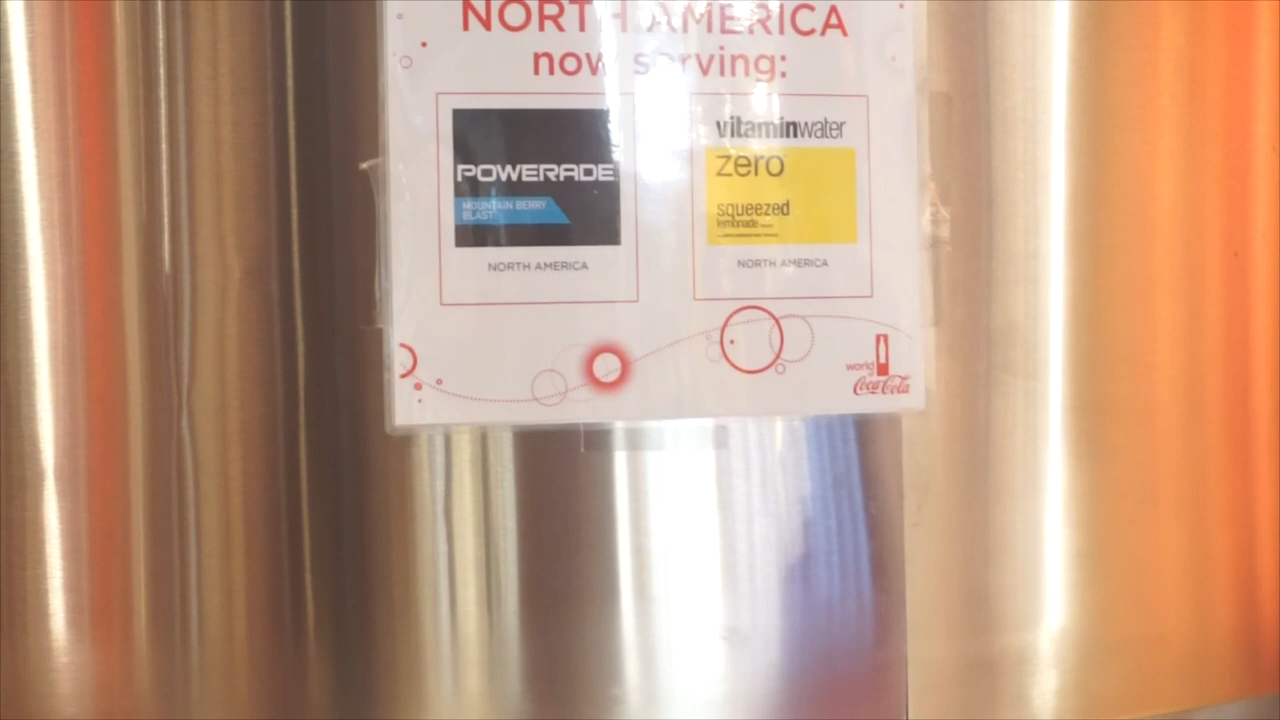 NORTH AMERICA
now serving:
POWERADE
MOUNTAIN BERRY
BLAST
NORTH AMERICA
vitaminwater
zero
squeezed
lemonade
NORTH AMERICA
world
of
Coca-Cola